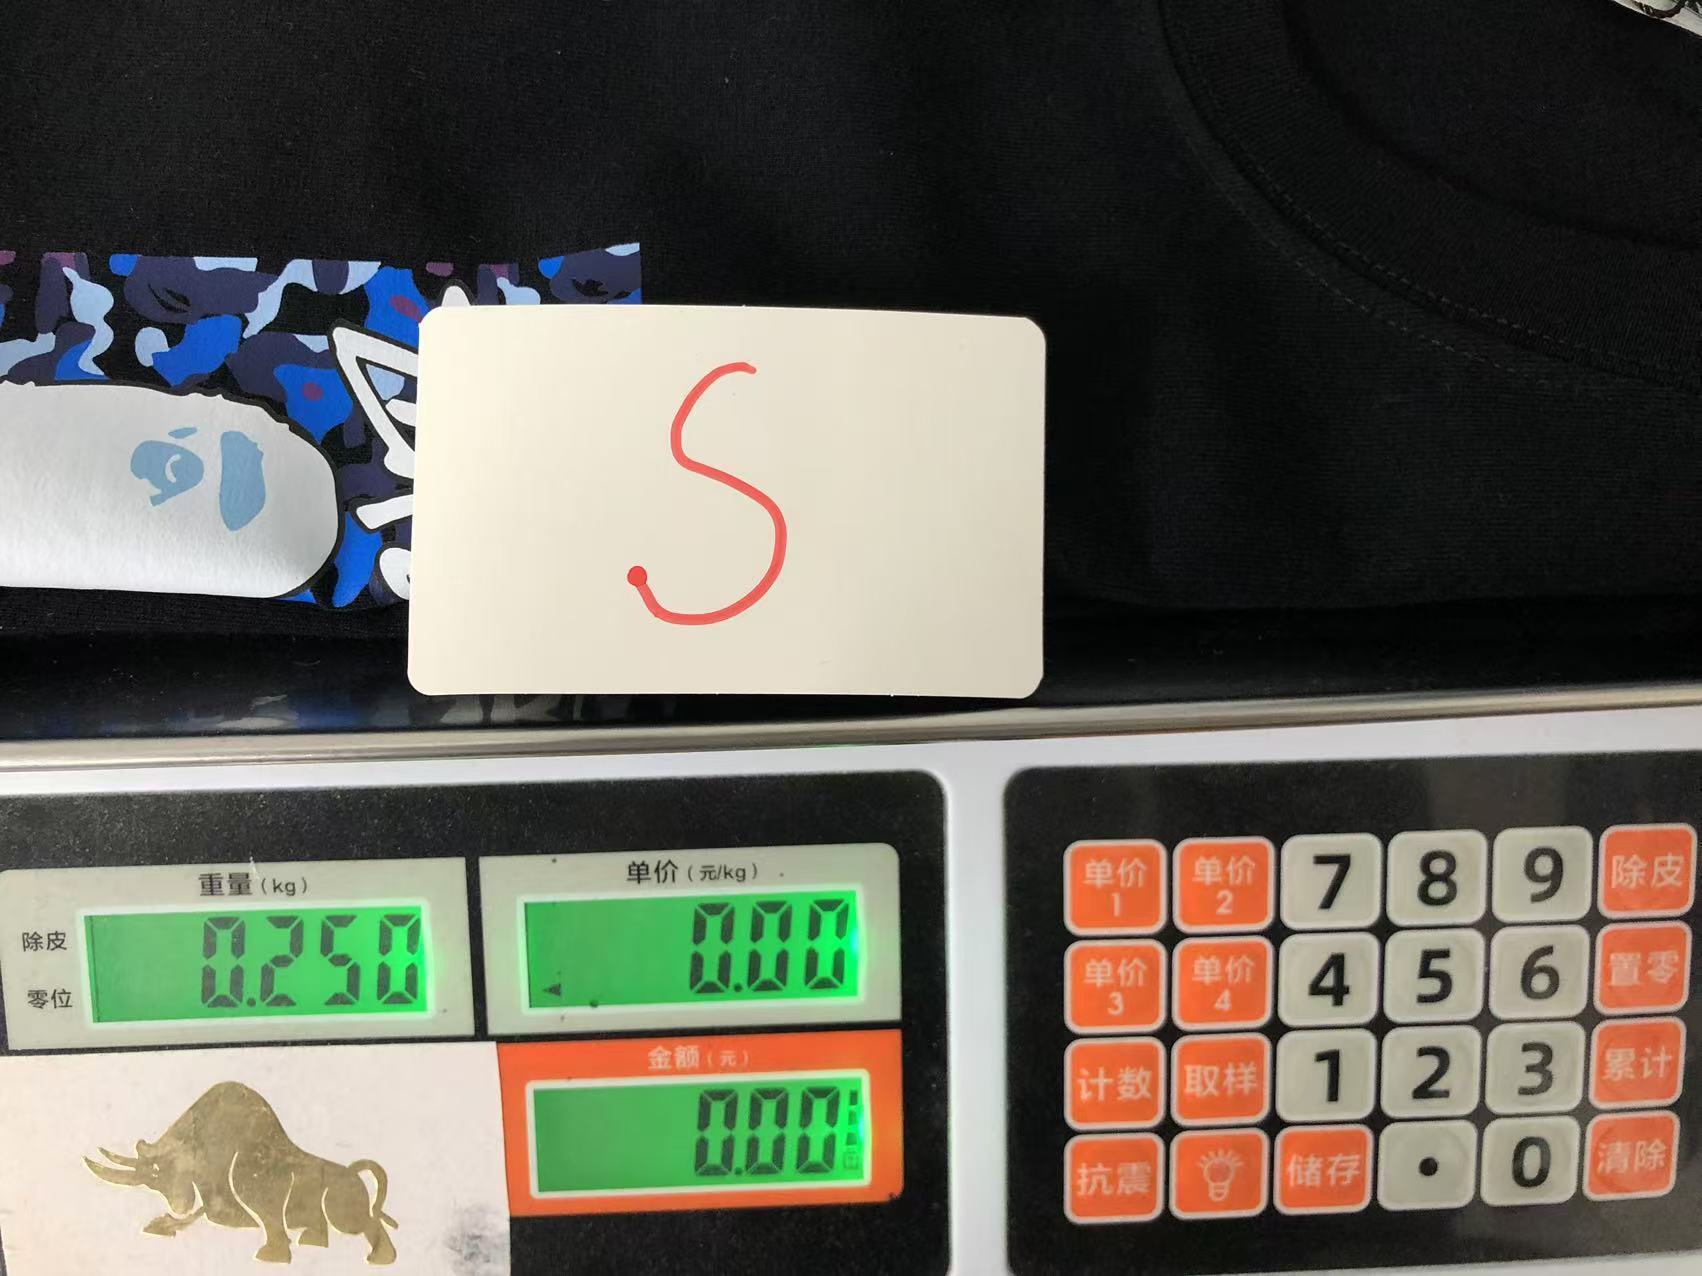 S
重量(kg)
除皮
零位
0.250
单价(元/kg)
0.00
金额(元)
0.00
单价1 单价2 7 8 9 除皮
单价3 单价4 4 5 6 置零
计数 取样 1 2 3 累计
抗震 储存 . 0 清除